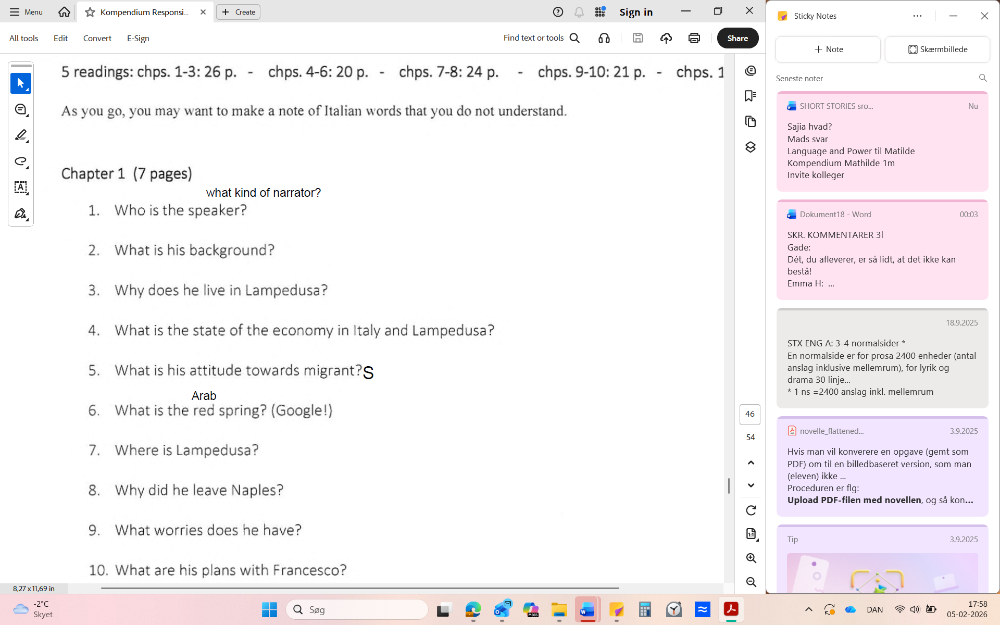 Menu
Kompendium Responsi...
Create
Sign in
All tools
Edit
Convert
E-Sign
Find text or tools
Share
5 readings: chps. 1-3: 26 p. - chps. 4-6: 20 p. - chps. 7-8: 24 p. - chps. 9-10: 21 p. - chps. 1
As you go, you may want to make a note of Italian words that you do not understand.
Chapter 1 (7 pages)
what kind of narrator?
1. Who is the speaker?
2. What is his background?
3. Why does he live in Lampedusa?
4. What is the state of the economy in Italy and Lampedusa?
5. What is his attitude towards migrant?S
Arab
6. What is the red spring? (Google!)
7. Where is Lampedusa?
8. Why did he leave Naples?
9. What worries does he have?
10. What are his plans with Francesco?
46
54
1:1
8,27 x 11,69 in
Sticky Notes
Note
Skærmbillede
Seneste noter
SHORT STORIES sro... Nu
Sajia hvad?
Mads svar
Language and Power til Matilde
Kompendium Mathilde 1m
Invite kolleger
Dokument18 - Word 00:03
SKR. KOMMENTARER 3l
Gade:
Dét, du afleverer, er så lidt, at det ikke kan
bestå!
Emma H: ...
18.9.2025
STX ENG A: 3-4 normalsider *
En normalside er for prosa 2400 enheder (antal
anslag inklusive mellemrum), for lyrik og
drama 30 linje...
* 1 ns =2400 anslag inkl. mellemrum
novelle_flattened... 3.9.2025
Hvis man vil konverere en opgave (gemt som
PDF) om til en billedbaseret version, som man
(eleven) ikke ...
Proceduren er flg:
Upload PDF-filen med novellen, og så kon...
Tip 3.9.2025
-2°C
Skyet
Søg
M365
DAN
17:58
05-02-2026